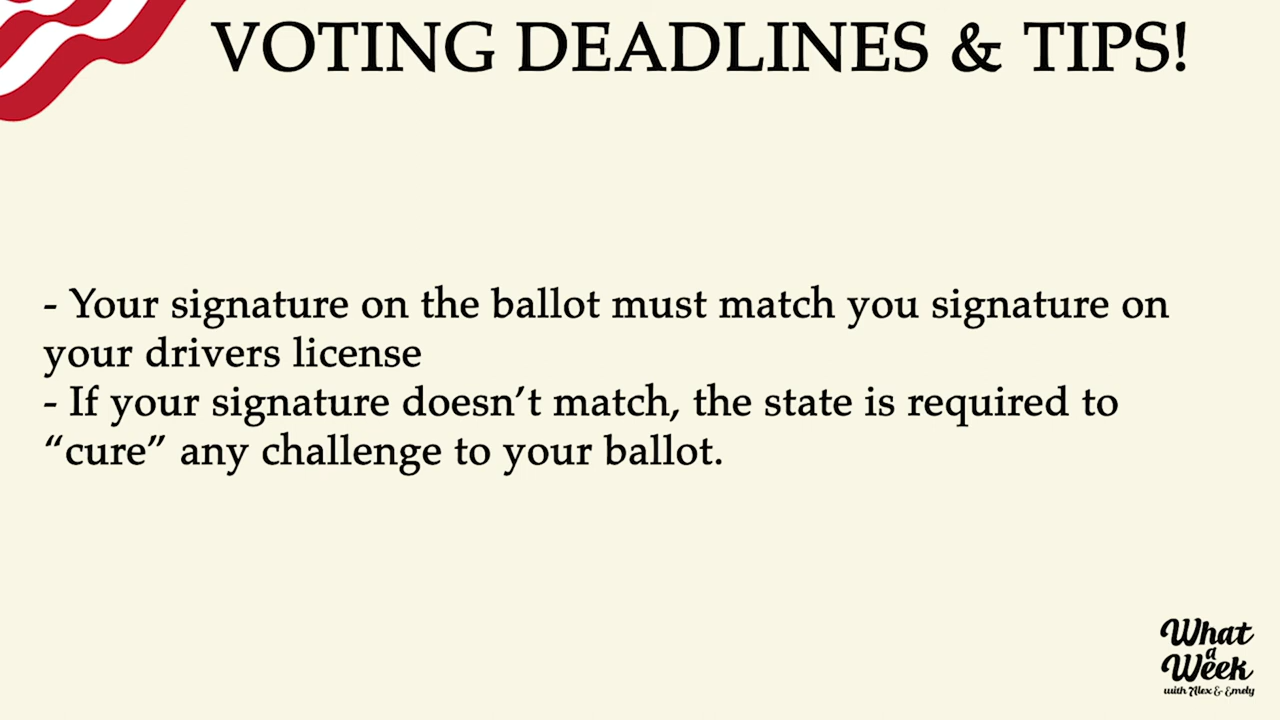 VOTING DEADLINES & TIPS!
- Your signature on the ballot must match you signature on
your drivers license
- If your signature doesn’t match, the state is required to
“cure” any challenge to your ballot.
What
a
Week
with Alex & Emely